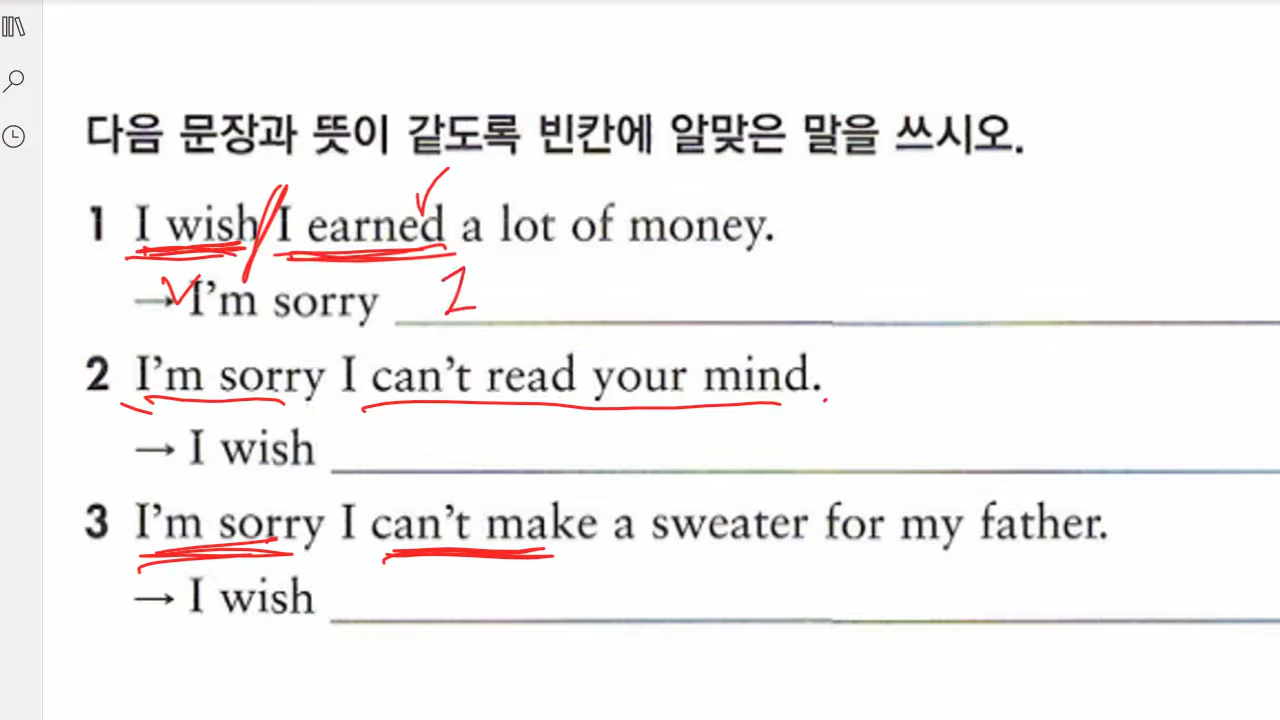 다음 문장과 뜻이 같도록 빈칸에 알맞은 말을 쓰시오.
1 I wish I earned a lot of money.
→ I'm sorry I
2 I'm sorry I can't read your mind.
→ I wish
3 I'm sorry I can't make a sweater for my father.
→ I wish